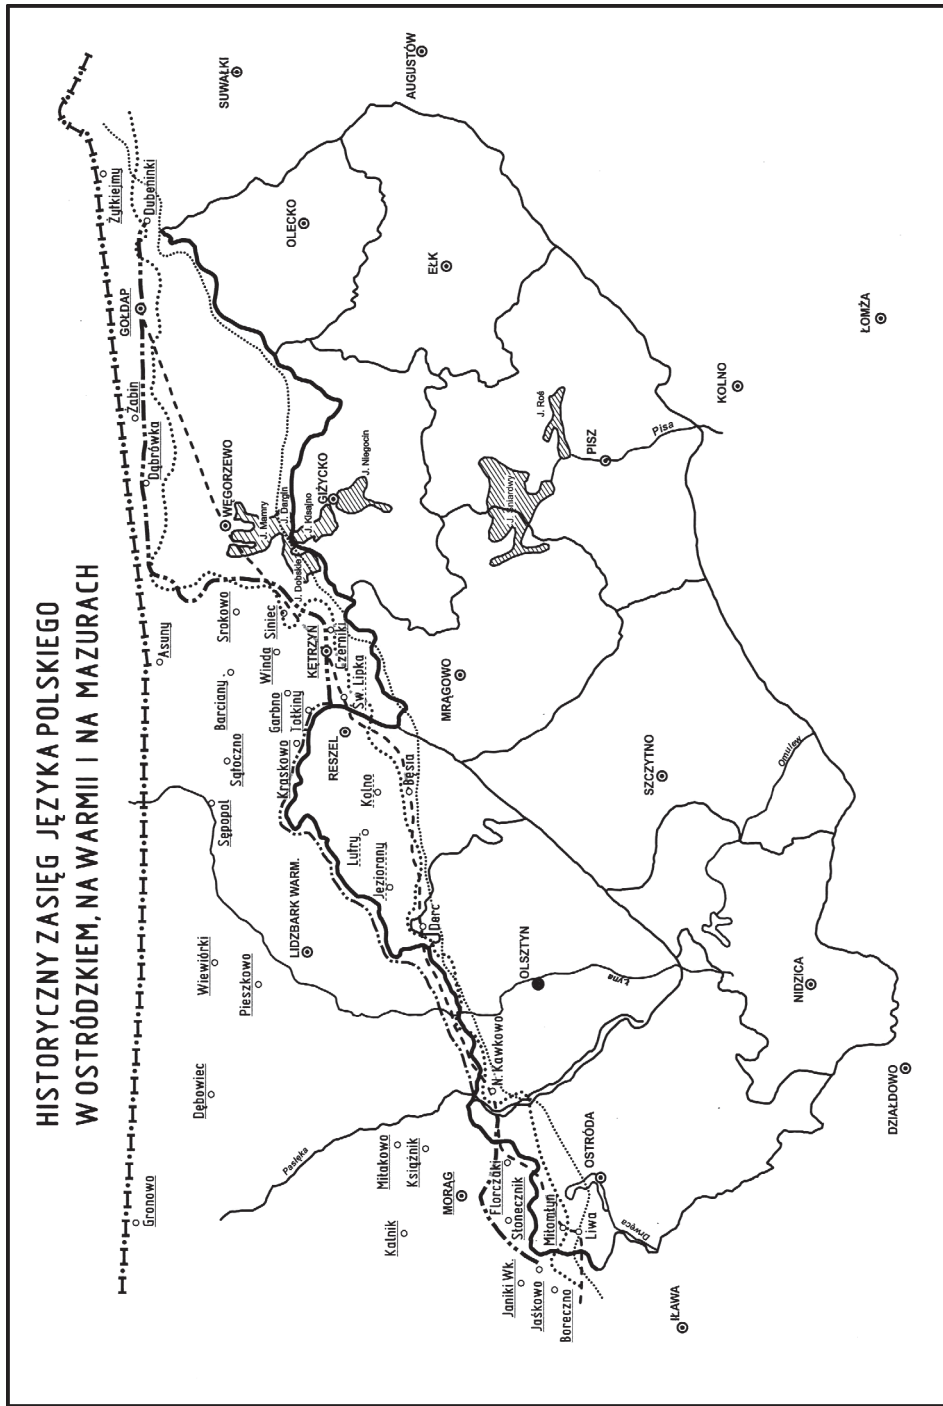 HISTORYCZNY ZASIĘG JĘZYKA POLSKIEGO
W OSTRÓDZKIEM, NA WARMII I NA MAZURACH
Gronowo
Asuny
Dąbrówka
Żabin
GOŁDAP
Żytkiejmy
Dubeninki
Dębowiec
Wiewiórki
Pieszkowo
Sępopol
Sątoczno
Barciany
Srokowo
WĘGORZEWO
SUWAŁKI
Pasłęka
LIDZBARK WARM.
Kraskowo
Tołkiny
Garbno
Winda
Siniec
KĘTRZYN
Czerniki
Św. Lipka
RESZEL
J. Mamry
J. Dargin
J. Dobskie
J. Kisajno
GIŻYCKO
J. Niegocin
OLECKO
AUGUSTÓW
Kalnik
Miłakowo
Książnik
MORĄG
Lutry
Kolno
Jeziorany
Bęsia
Derc
MRĄGOWO
EŁK
Florczaki
Słonecznik
N. Kawkowo
OLSZTYN
J. Śniardwy
J. Roś
PISZ
Pisa
Janiki Wk.
Jaśkowo
Boreczno
Miłomłyn
Liwa
OSTRÓDA
Drwęca
Łyna
SZCZYTNO
KOLNO
IŁAWA
Omulew
NIDZICA
ŁOMŻA
DZIAŁDOWO